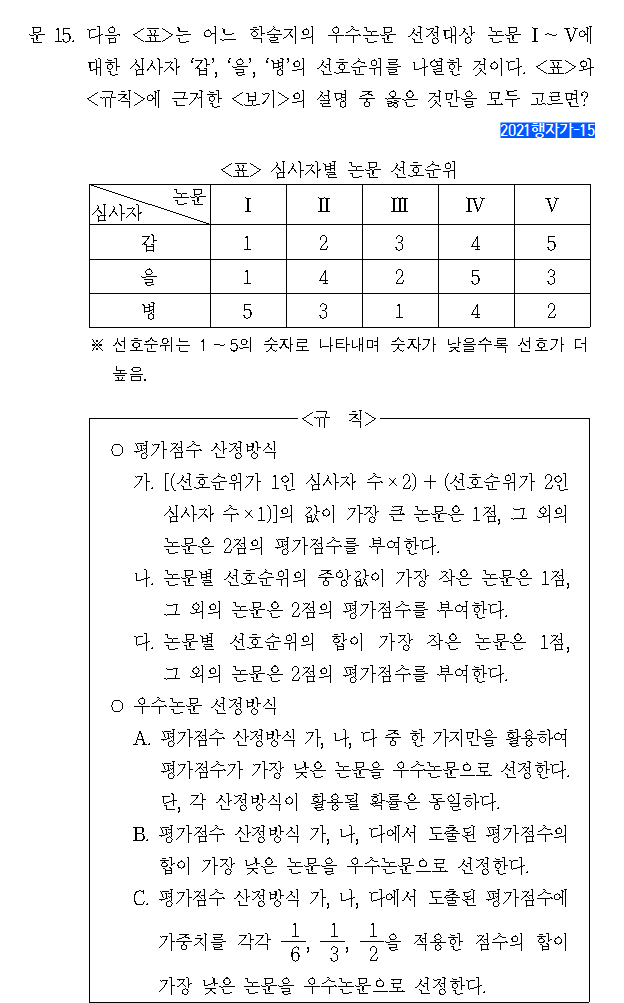 문 15. 다음 <표>는 어느 학술지의 우수논문 선정대상 논문 Ⅰ～Ⅴ에
대한 심사자 ‘갑’, ‘을’, ‘병’의 선호순위를 나열한 것이다. <표>와
<규칙>에 근거한 <보기>의 설명 중 옳은 것만을 모두 고르면?
2021행자가-15
<표> 심사자별 논문 선호순위
심사자 논문 Ⅰ Ⅱ Ⅲ Ⅳ Ⅴ
갑 1 2 3 4 5
을 1 4 2 5 3
병 5 3 1 4 2
※ 선호순위는 1～5의 숫자로 나타내며 숫자가 낮을수록 선호가 더
높음.
<규 칙>
○ 평가점수 산정방식
가. [(선호순위가 1인 심사자 수×2)＋(선호순위가 2인
심사자 수×1)]의 값이 가장 큰 논문은 1점, 그 외의
논문은 2점의 평가점수를 부여한다.
나. 논문별 선호순위의 중앙값이 가장 작은 논문은 1점,
그 외의 논문은 2점의 평가점수를 부여한다.
다. 논문별 선호순위의 합이 가장 작은 논문은 1점,
그 외의 논문은 2점의 평가점수를 부여한다.
○ 우수논문 선정방식
A. 평가점수 산정방식 가, 나, 다 중 한 가지만을 활용하여
평가점수가 가장 낮은 논문을 우수논문으로 선정한다.
단, 각 산정방식이 활용될 확률은 동일하다.
B. 평가점수 산정방식 가, 나, 다에서 도출된 평가점수의
합이 가장 낮은 논문을 우수논문으로 선정한다.
C. 평가점수 산정방식 가, 나, 다에서 도출된 평가점수에
가중치를 각각 1/6, 1/3, 1/2을 적용한 점수의 합이
가장 낮은 논문을 우수논문으로 선정한다.